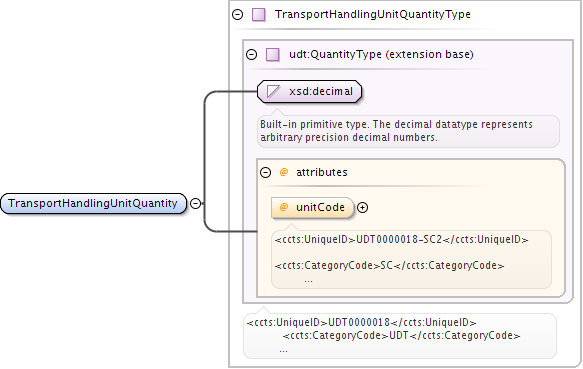 TransportHandlingUnitQuantityType
udt:QuantityType (extension base)
xsd:decimal
Built-in primitive type. The decimal datatype represents
arbitrary precision decimal numbers.
@ attributes
TransportHandlingUnitQuantity
@ unitCode
<ccts:UniqueID>UDT0000018-SC2</ccts:UniqueID>
<ccts:CategoryCode>SC</ccts:CategoryCode>
...
<ccts:UniqueID>UDT0000018</ccts:UniqueID>
<ccts:CategoryCode>UDT</ccts:CategoryCode>
...